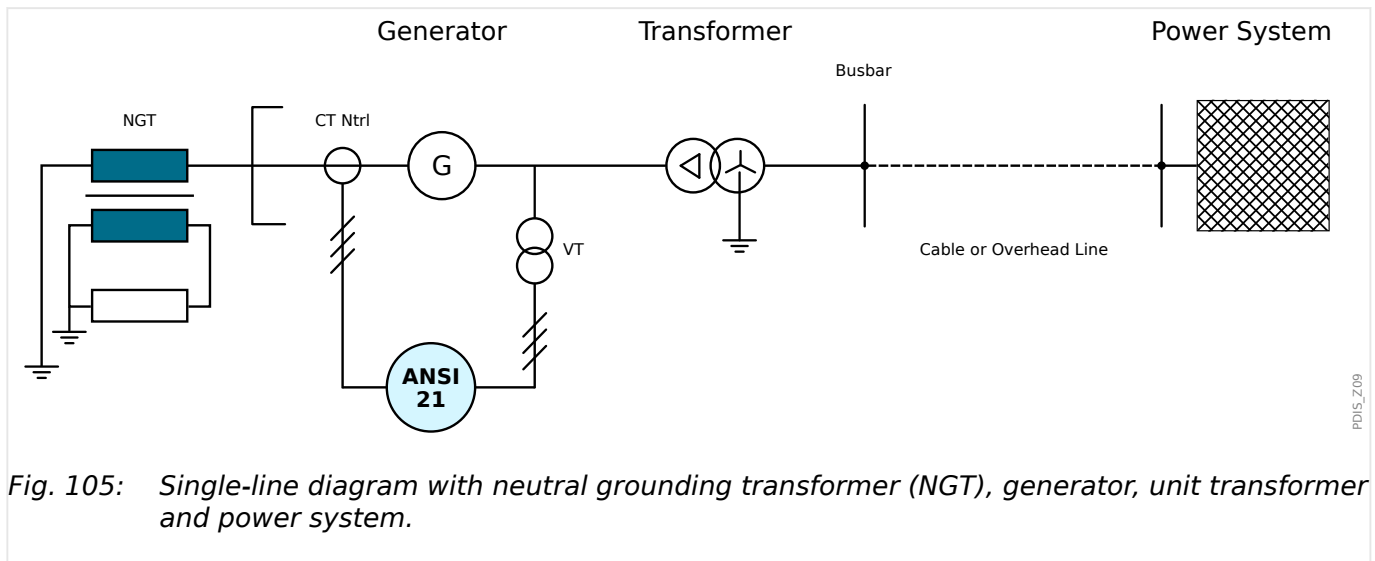 Generator
Transformer
Power System
Busbar
NGT
CT Ntrl
G
VT
Cable or Overhead Line
ANSI
21
PDIS_Z09
Fig. 105: Single-line diagram with neutral grounding transformer (NGT), generator, unit transformer
and power system.